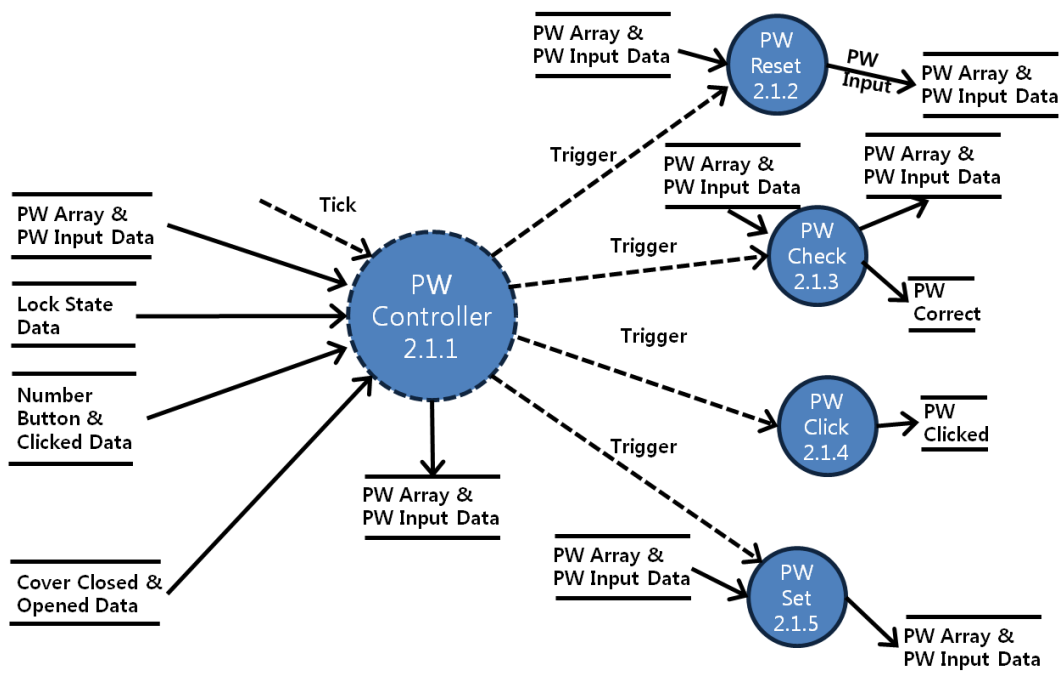 PW Array &
PW Input Data
PW
Reset
2.1.2
PW
Input
PW Array &
PW Input Data
Trigger
PW Array &
PW Input Data
PW Array &
PW Input Data
Tick
PW Array &
PW Input Data
Trigger
PW
Check
2.1.3
PW
Controller
2.1.1
Lock State
Data
PW
Correct
Trigger
Number
Button &
Clicked Data
PW
Click
2.1.4
PW
Clicked
Trigger
PW Array &
PW Input Data
Cover Closed &
Opened Data
PW Array &
PW Input Data
PW
Set
2.1.5
PW Array &
PW Input Data